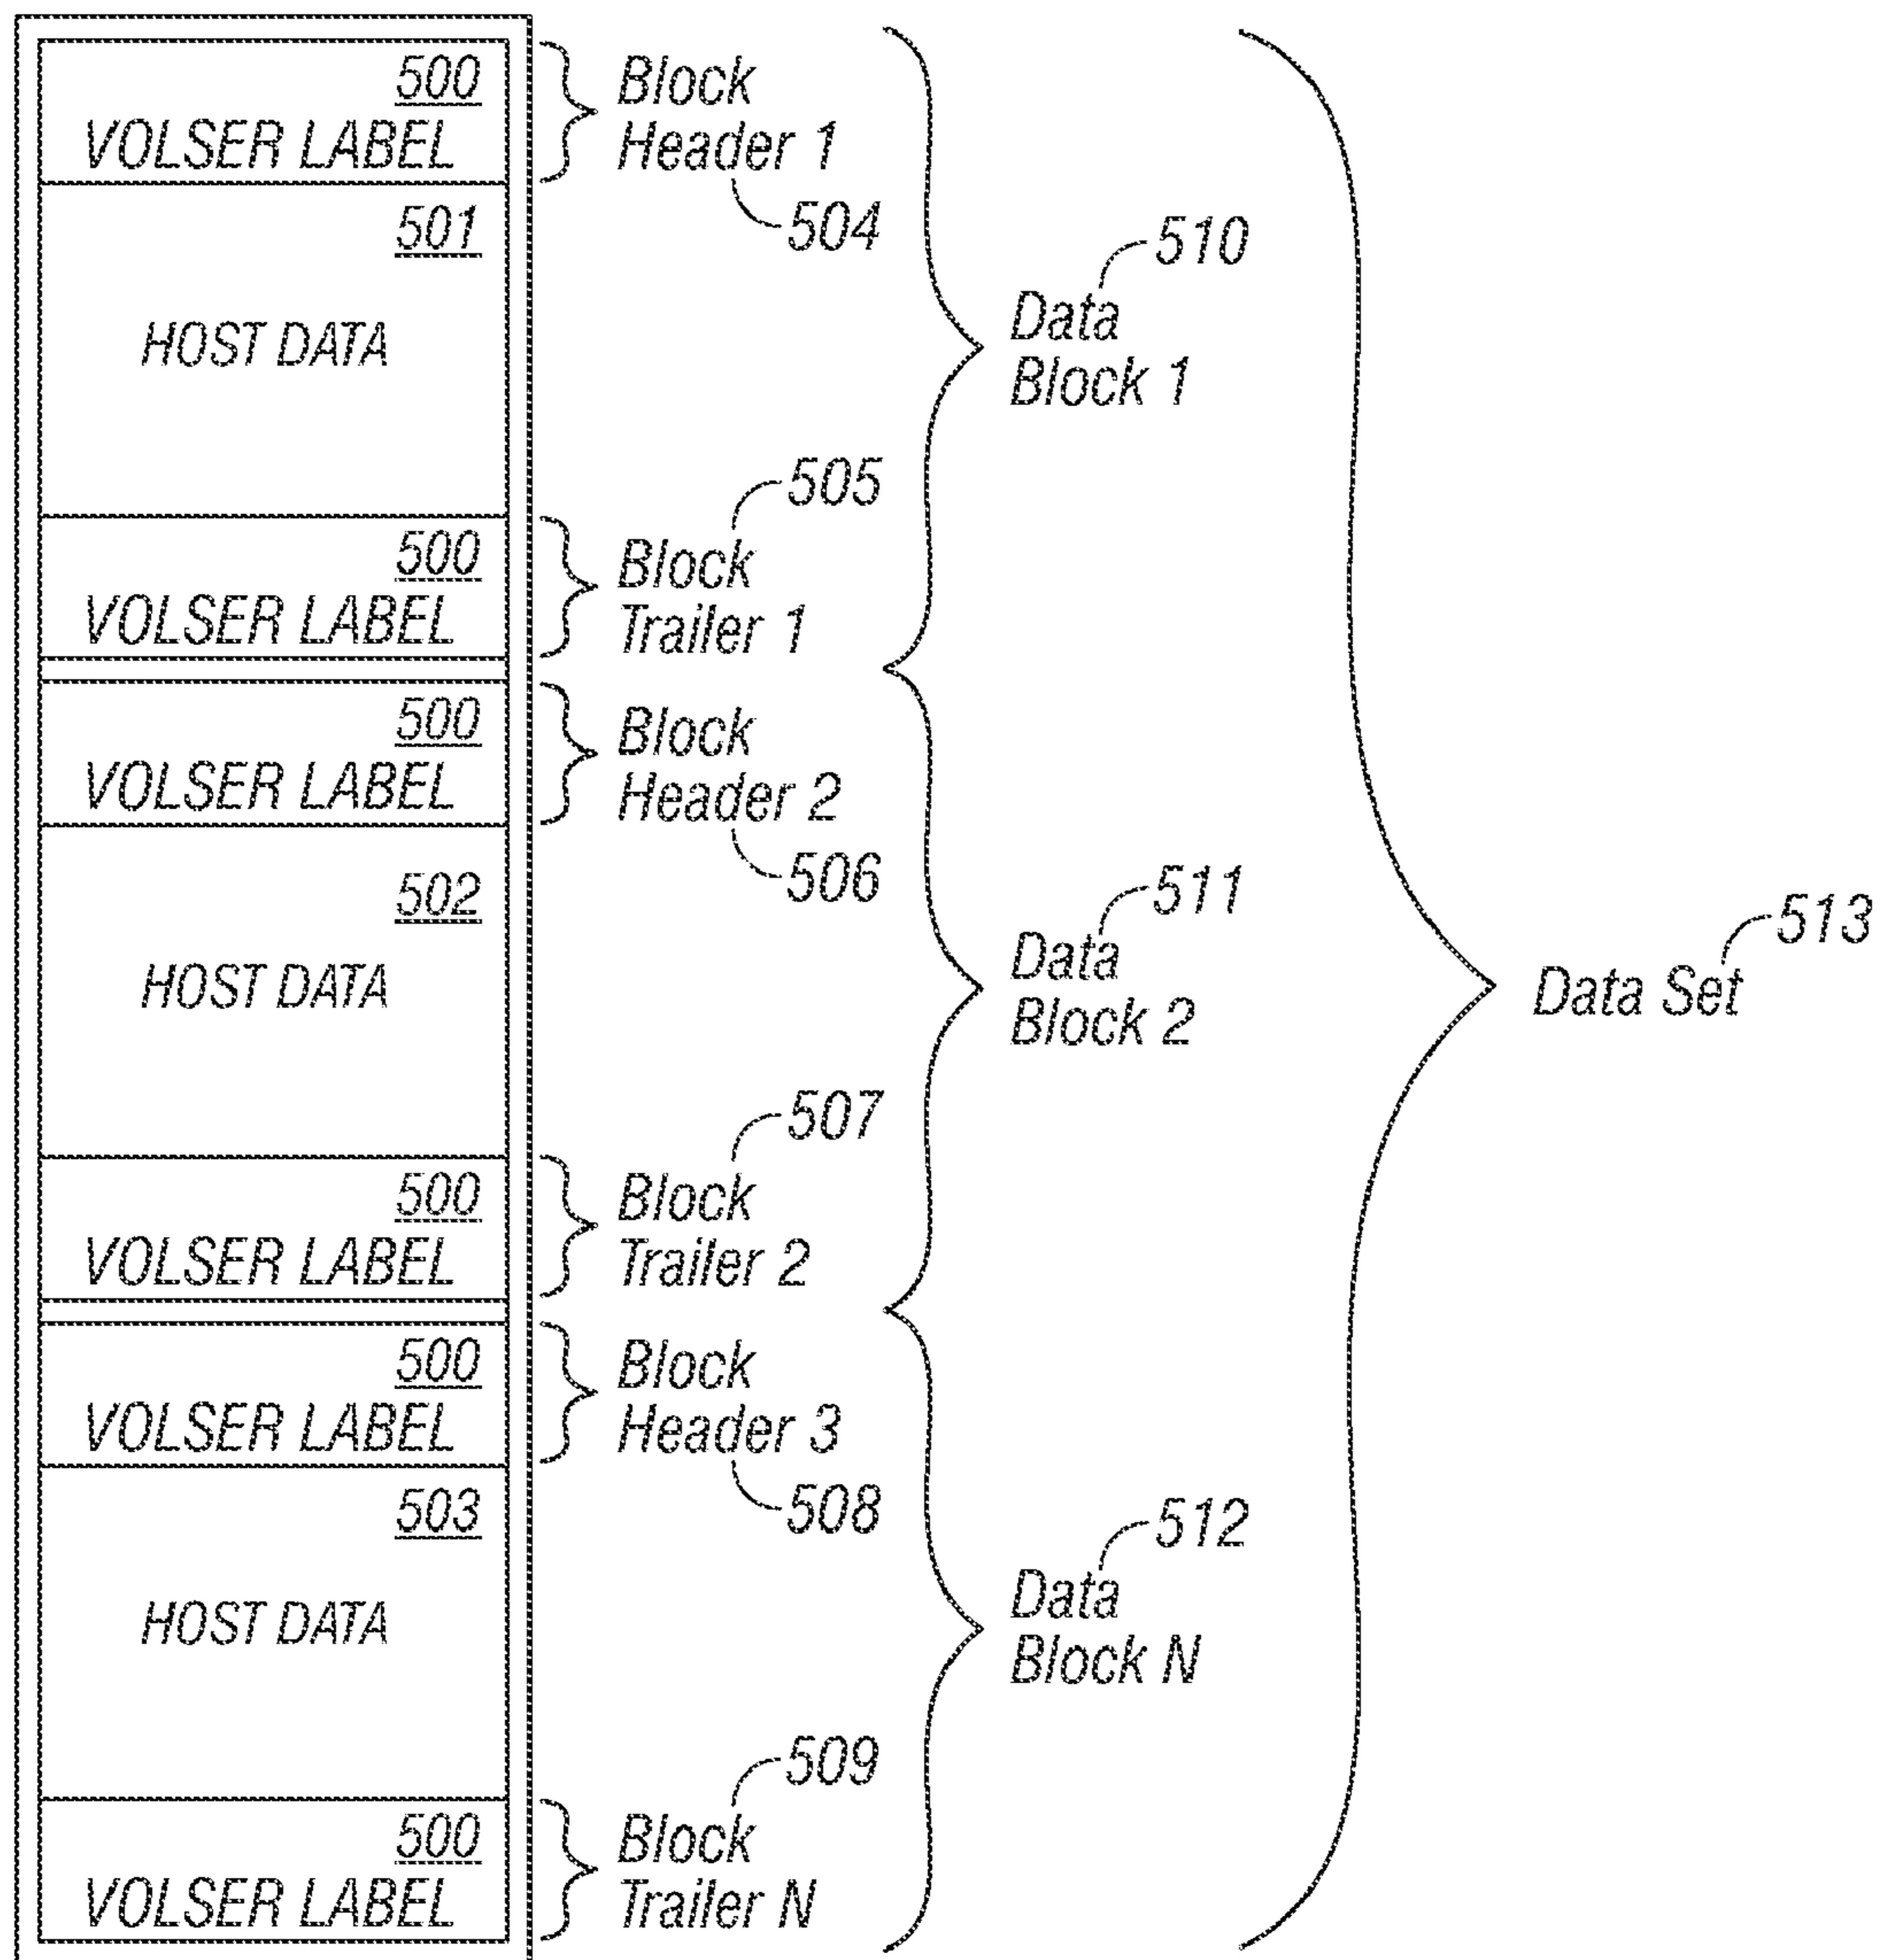 500
VOLSER LABEL
Block
Header 1
504
501
HOST DATA
510
Data
Block 1
505
500
VOLSER LABEL
Block
Trailer 1
500
VOLSER LABEL
Block
Header 2
506
502
HOST DATA
511
Data
Block 2
513
Data Set
507
500
VOLSER LABEL
Block
Trailer 2
500
VOLSER LABEL
Block
Header 3
508
503
HOST DATA
512
Data
Block N
509
500
VOLSER LABEL
Block
Trailer N